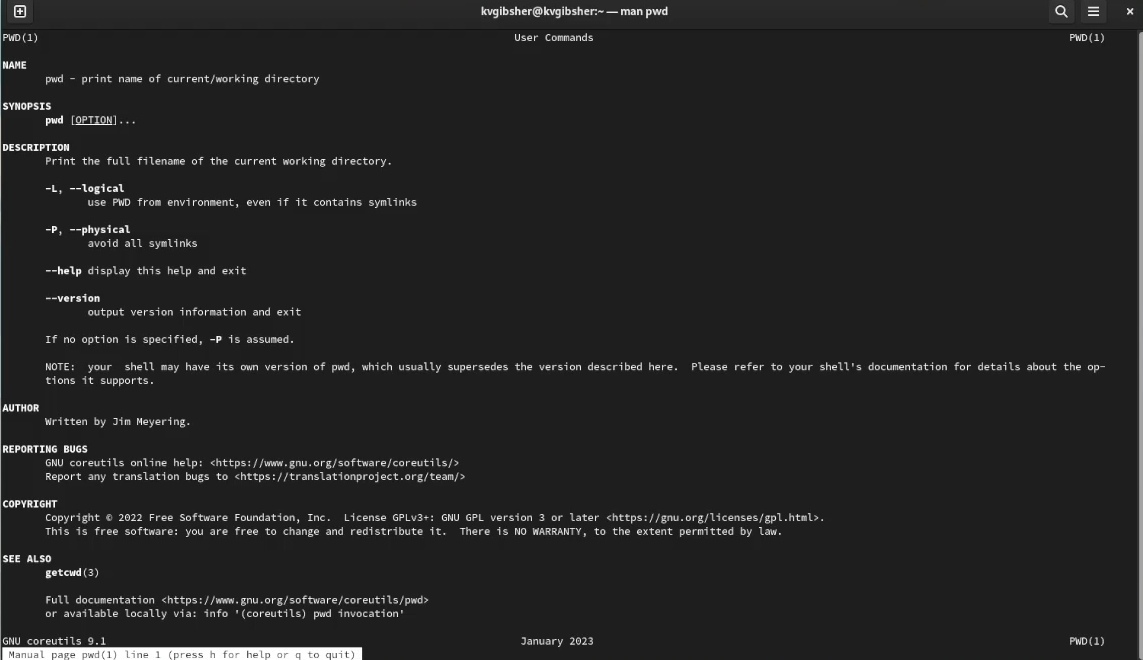 kvgibsher@kvgibsher:~ — man pwd
PWD(1) User Commands PWD(1)
NAME
pwd - print name of current/working directory
SYNOPSIS
pwd [OPTION]...
DESCRIPTION
Print the full filename of the current working directory.
-L, --logical
use PWD from environment, even if it contains symlinks
-P, --physical
avoid all symlinks
--help display this help and exit
--version
output version information and exit
If no option is specified, -P is assumed.
NOTE:  your  shell may have its own version of pwd, which usually supersedes the version described here.  Please refer to your shell's documentation for details about the op-
tions it supports.
AUTHOR
Written by Jim Meyering.
REPORTING BUGS
GNU coreutils online help: <https://www.gnu.org/software/coreutils/>
Report any translation bugs to <https://translationproject.org/team/>
COPYRIGHT
Copyright © 2022 Free Software Foundation, Inc.  License GPLv3+: GNU GPL version 3 or later <https://gnu.org/licenses/gpl.html>.
This is free software: you are free to change and redistribute it.  There is NO WARRANTY, to the extent permitted by law.
SEE ALSO
getcwd(3)
Full documentation <https://www.gnu.org/software/coreutils/pwd>
or available locally via: info '(coreutils) pwd invocation'
GNU coreutils 9.1 January 2023 PWD(1)
Manual page pwd(1) line 1 (press h for help or q to quit)